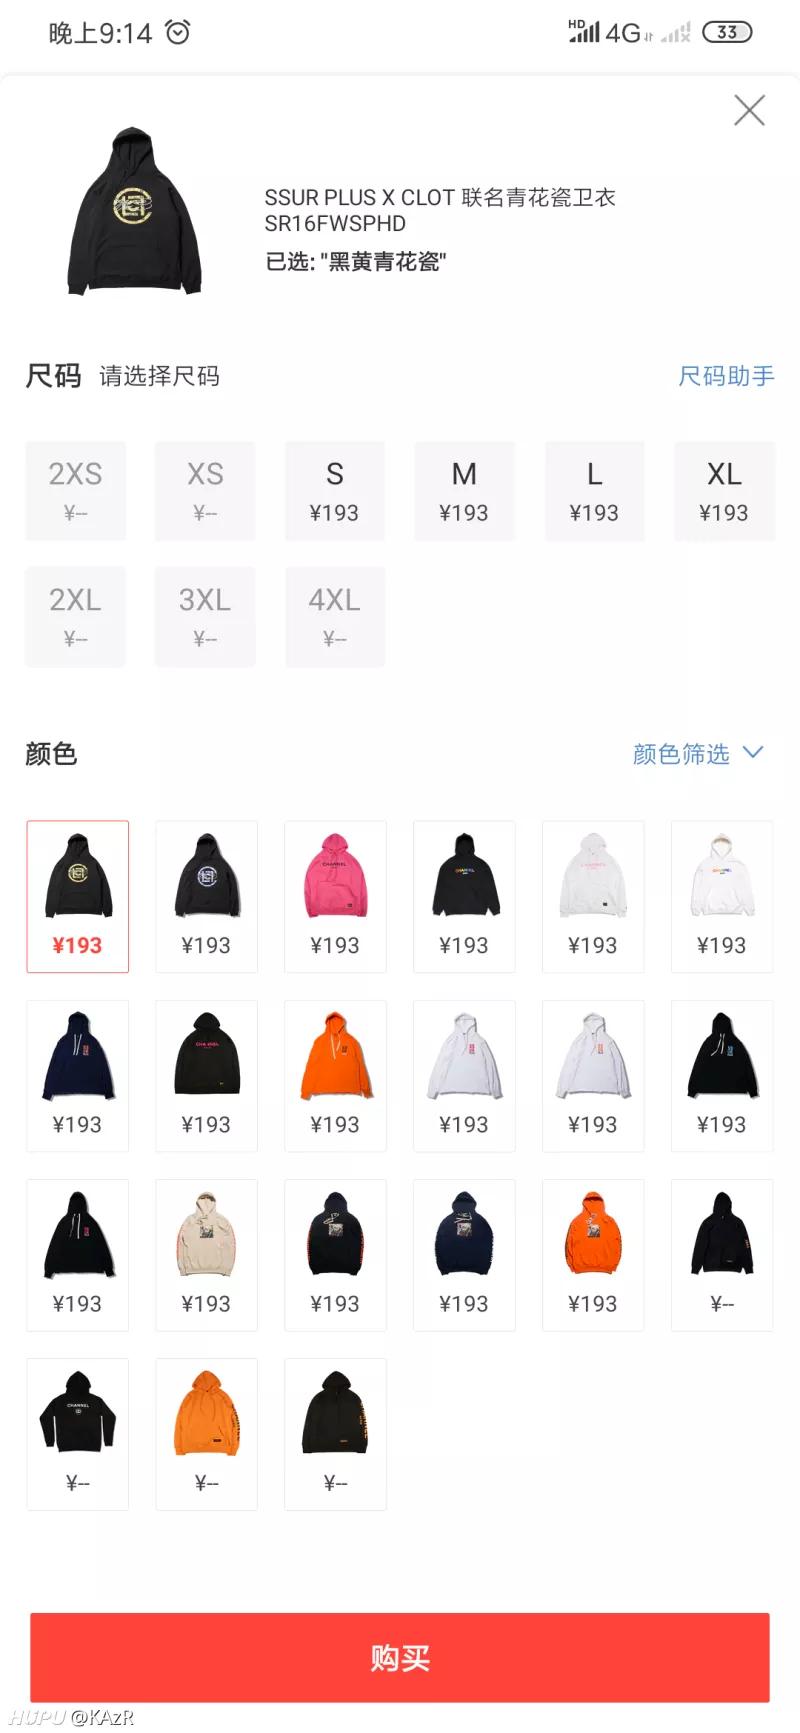 晚上9:14
HD 4G 33
SSUR PLUS X CLOT 联名青花瓷卫衣
SR16FWSPHD
已选: "黑黄青花瓷"
尺码 请选择尺码 尺码助手
2XS XS S M L XL
¥-- ¥-- ¥193 ¥193 ¥193 ¥193
2XL 3XL 4XL
¥-- ¥-- ¥--
颜色 颜色筛选
¥193 ¥193 ¥193 ¥193 ¥193 ¥193
¥193 ¥193 ¥193 ¥193 ¥193 ¥193
¥193 ¥193 ¥193 ¥193 ¥193 ¥--
CHANNEL
¥-- ¥-- ¥--
购买
HUPU @KAzR